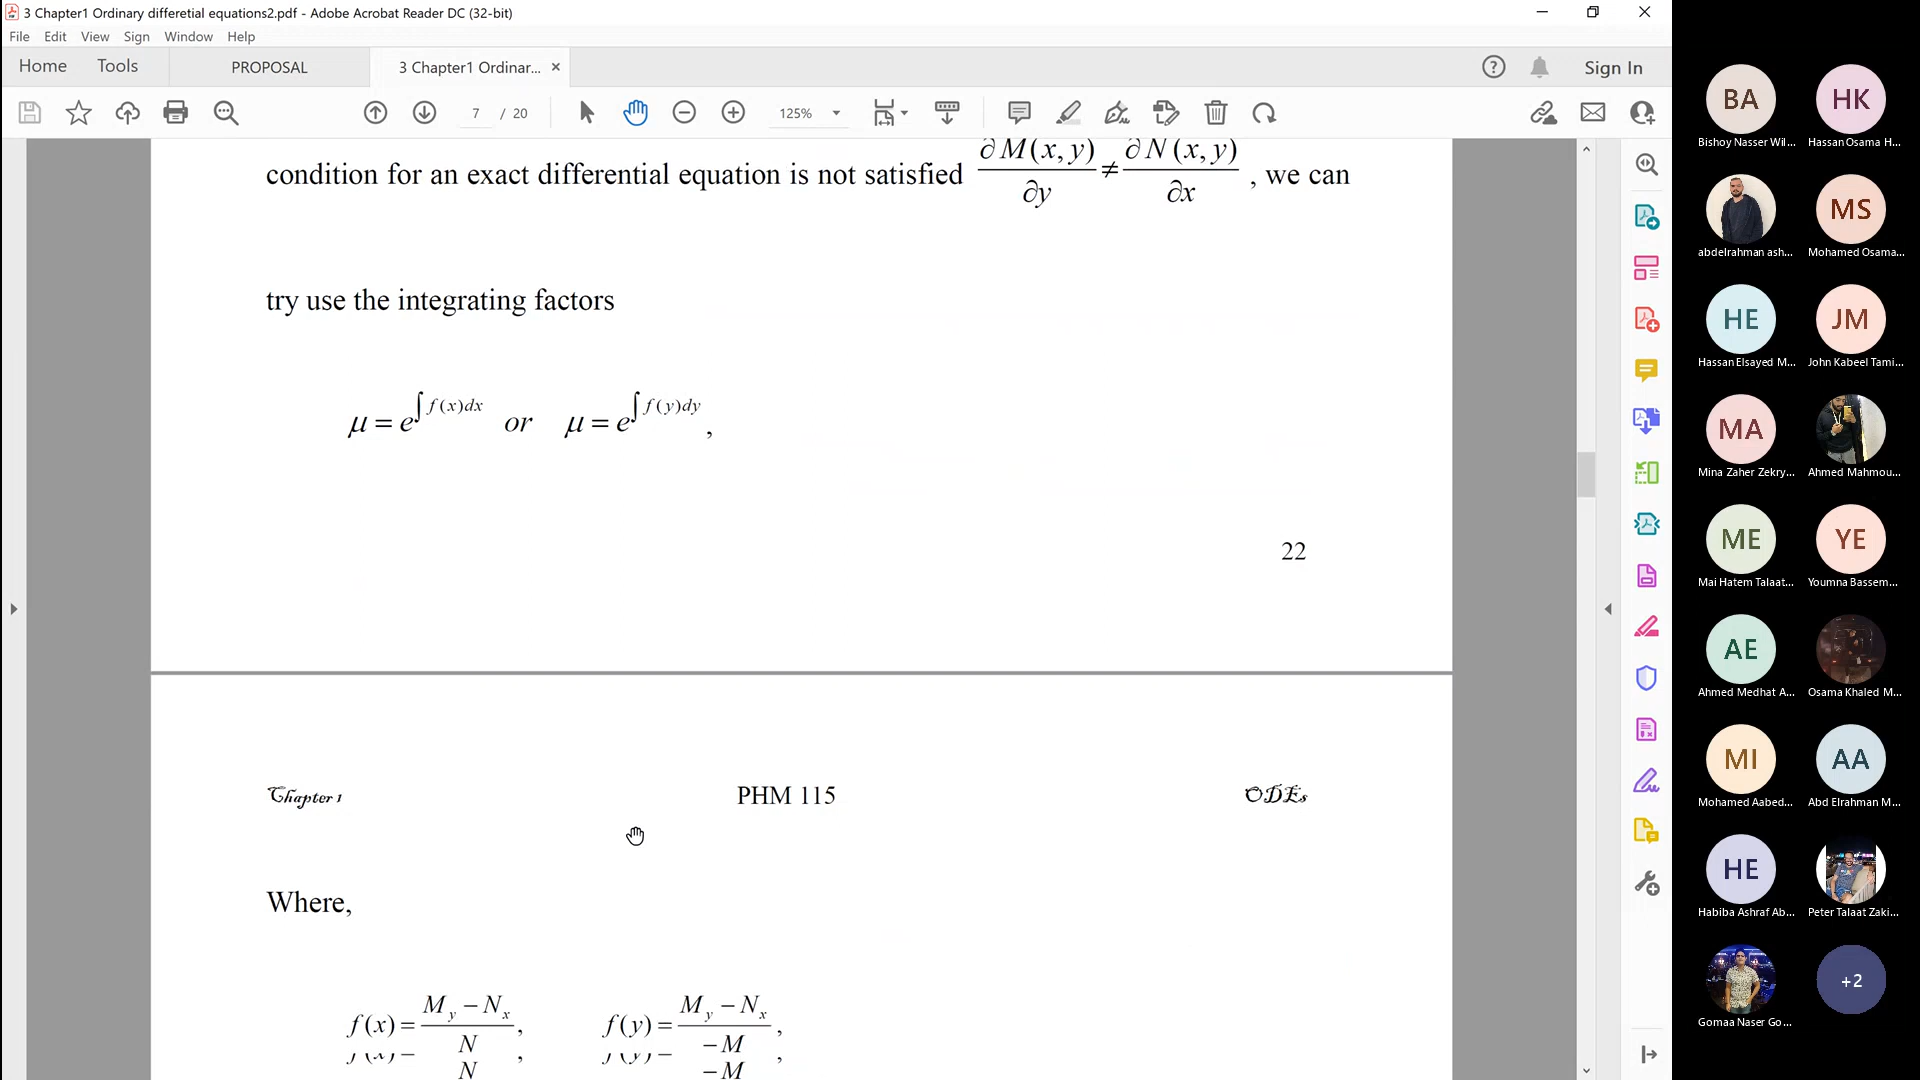 3 Chapter1 Ordinary differetial equations2.pdf - Adobe Acrobat Reader DC (32-bit)
File Edit View Sign Window Help
Home Tools PROPOSAL 3 Chapter1 Ordinar... × Sign In
7 / 20 125%
condition for an exact differential equation is not satisfied ∂M(x,y)/∂y ≠ ∂N(x,y)/∂x , we can
try use the integrating factors
μ = e^∫f(x)dx or μ = e^∫f(y)dy ,
22
Chapter 1 PHM 115 ODEs
Where,
f(x) = (M_y − N_x)/N , f(y) = (M_y − N_x)/−M ,
N −M
BA HK
Bishoy Nasser Wil... Hassan Osama H...
MS
abdelrahman ash... Mohamed Osama...
HE JM
Hassan Elsayed M... John Kabeel Tami...
MA
Mina Zaher Zekry... Ahmed Mahmou...
ME YE
Mai Hatem Talaat... Youmna Bassem...
AE
Ahmed Medhat A... Osama Khaled M...
MI AA
Mohamed Aabed... Abd Elrahman M...
HE
Habiba Ashraf Ab... Peter Talaat Zaki...
+2
Gomaa Naser Go...